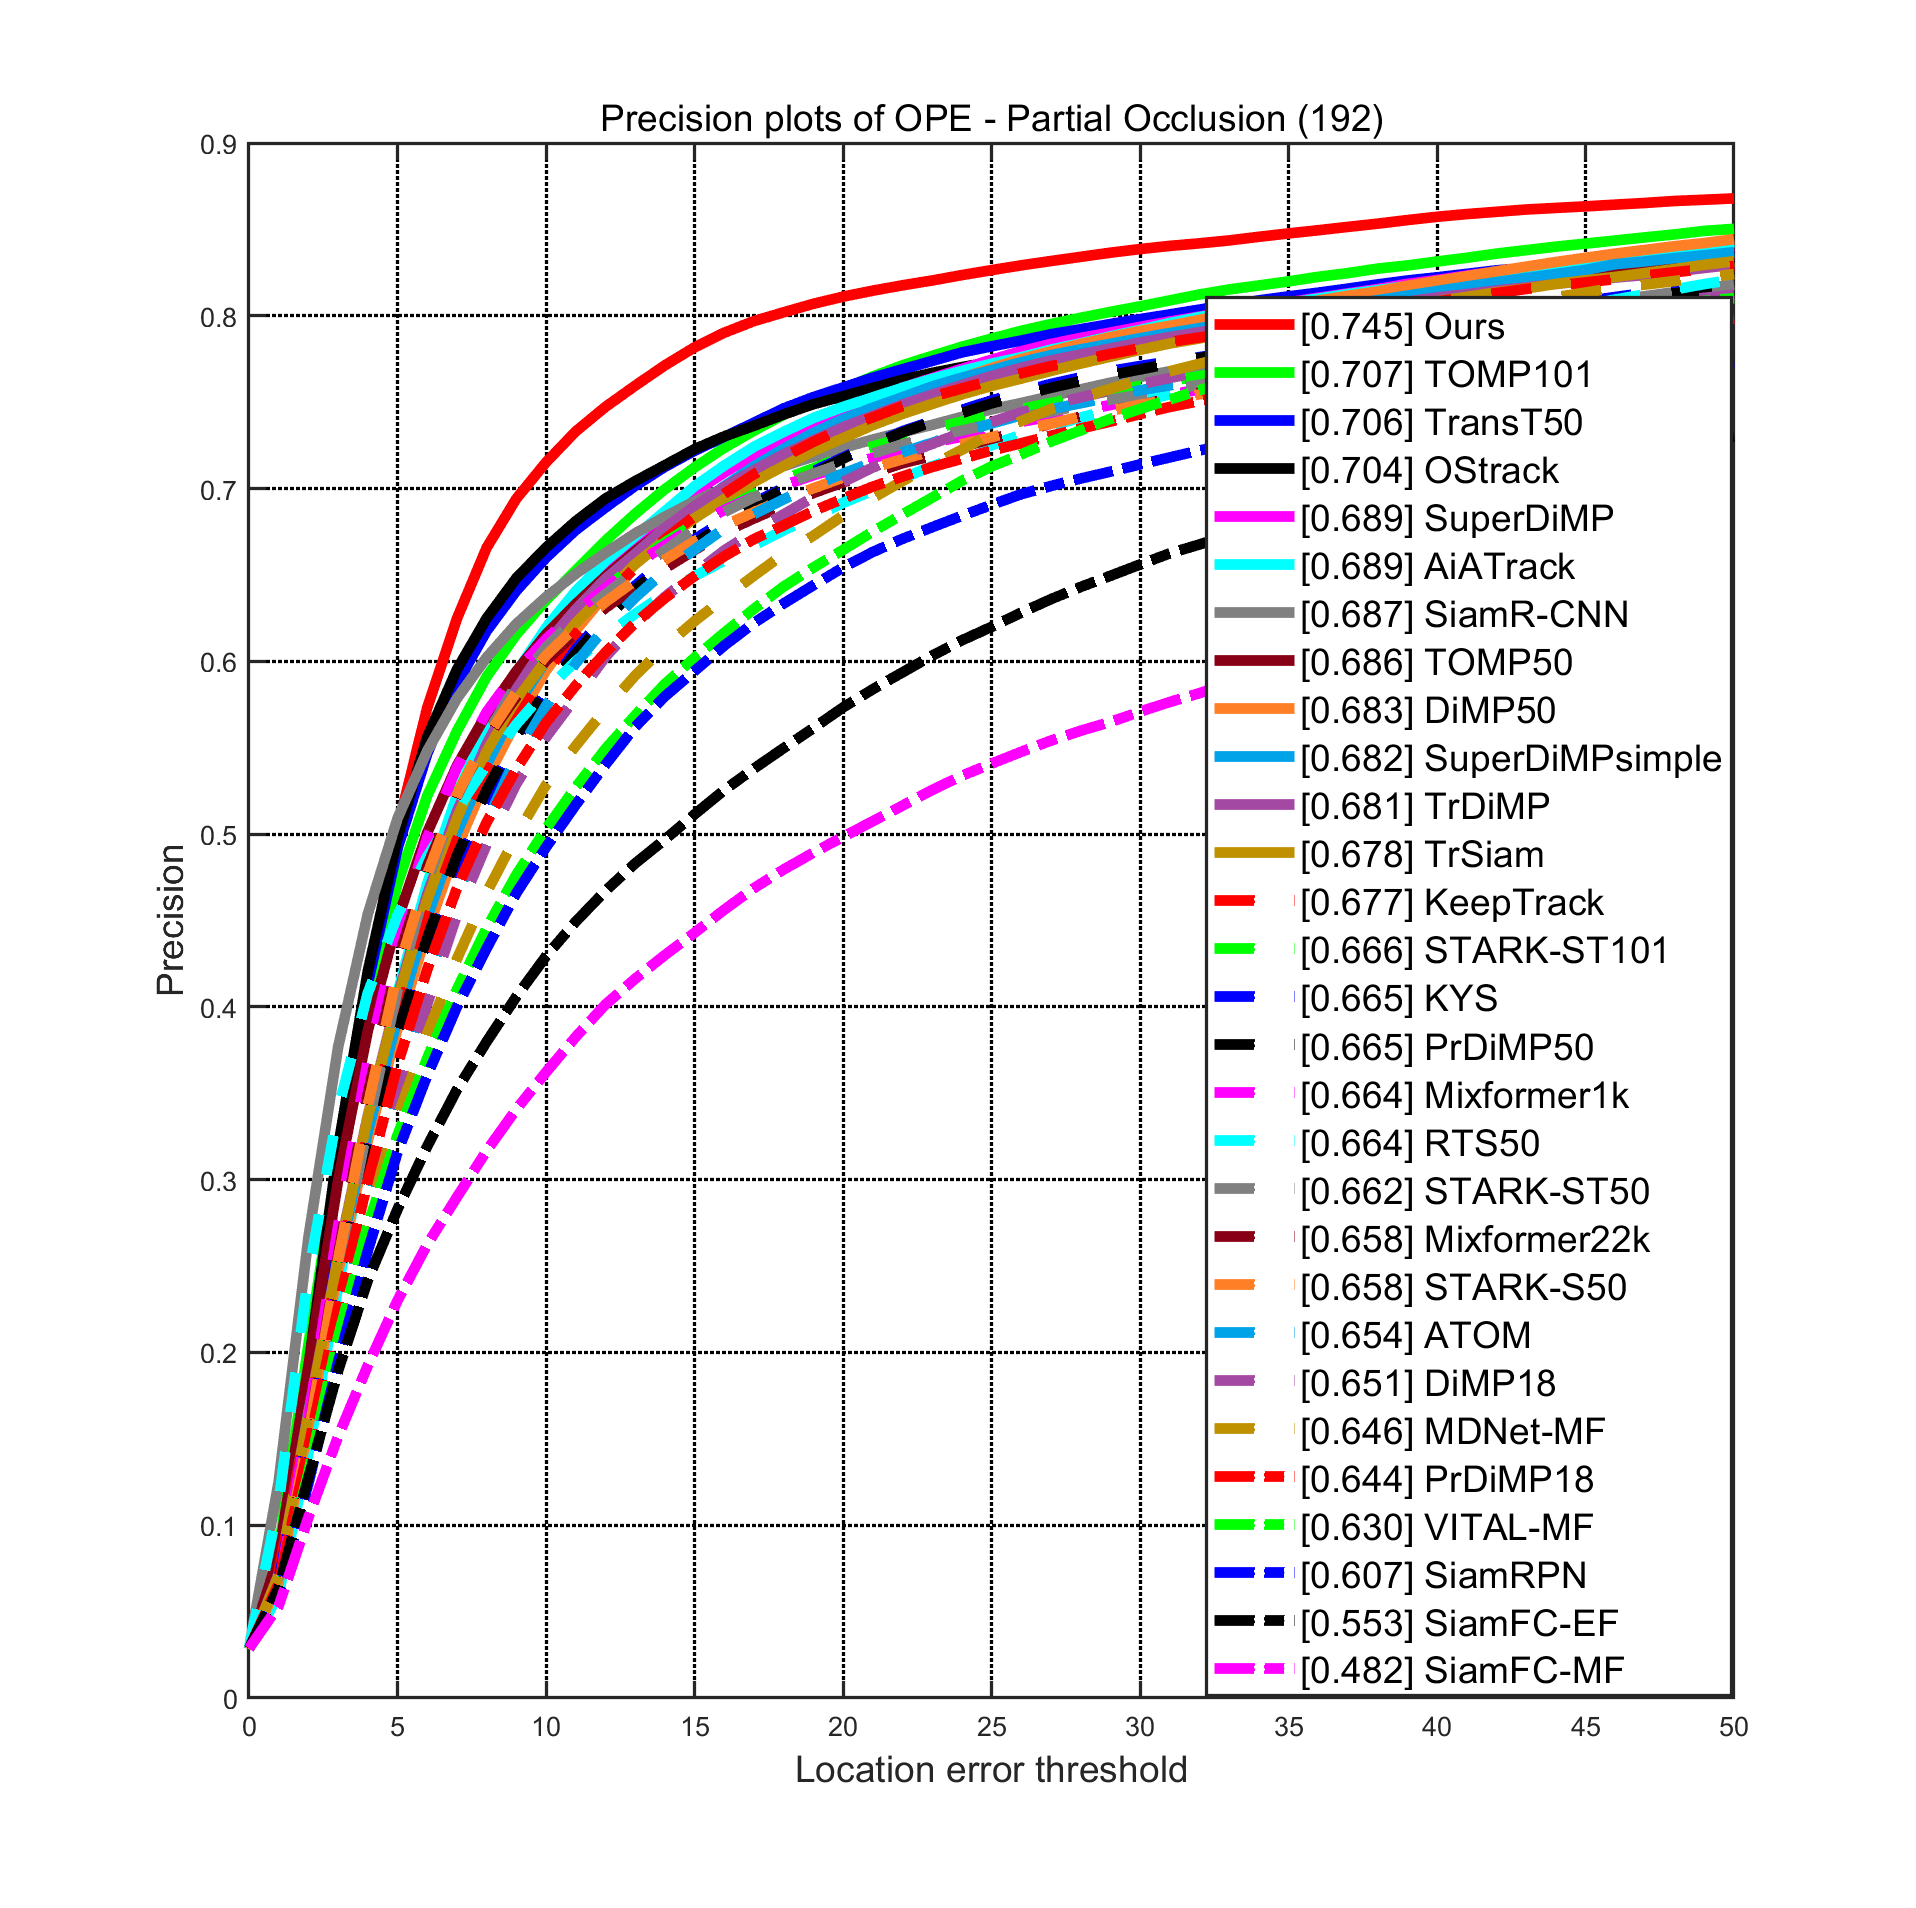 Precision plots of OPE - Partial Occlusion (192)
0.9
0.8
0.7
0.6
0.5
0.4
0.3
0.2
0.1
0
Precision
[0.745] Ours
[0.707] TOMP101
[0.706] TransT50
[0.704] OStrack
[0.689] SuperDiMP
[0.689] AiATrack
[0.687] SiamR-CNN
[0.686] TOMP50
[0.683] DiMP50
[0.682] SuperDiMPsimple
[0.681] TrDiMP
[0.678] TrSiam
[0.677] KeepTrack
[0.666] STARK-ST101
[0.665] KYS
[0.665] PrDiMP50
[0.664] Mixformer1k
[0.664] RTS50
[0.662] STARK-ST50
[0.658] Mixformer22k
[0.658] STARK-S50
[0.654] ATOM
[0.651] DiMP18
[0.646] MDNet-MF
[0.644] PrDiMP18
[0.630] VITAL-MF
[0.607] SiamRPN
[0.553] SiamFC-EF
[0.482] SiamFC-MF
0 5 10 15 20 25 30 35 40 45 50
Location error threshold